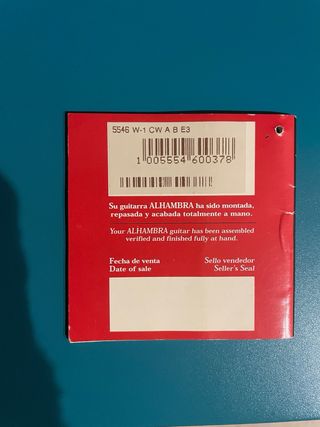 5546 W-1 CW A B E3
1 005554 600378
Su guitarra ALHAMBRA ha sido montada,
repasada y acabada totalmente a mano.
Your ALHAMBRA guitar has been assembled
verified and finished fully at hand.
Fecha de venta Sello vendedor
Date of sale Seller's Seal